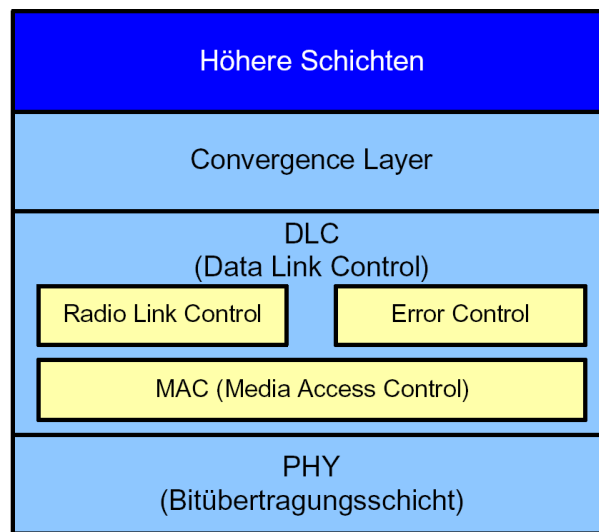 Höhere Schichten
Convergence Layer
DLC
(Data Link Control)
Radio Link Control
Error Control
MAC (Media Access Control)
PHY
(Bitübertragungsschicht)